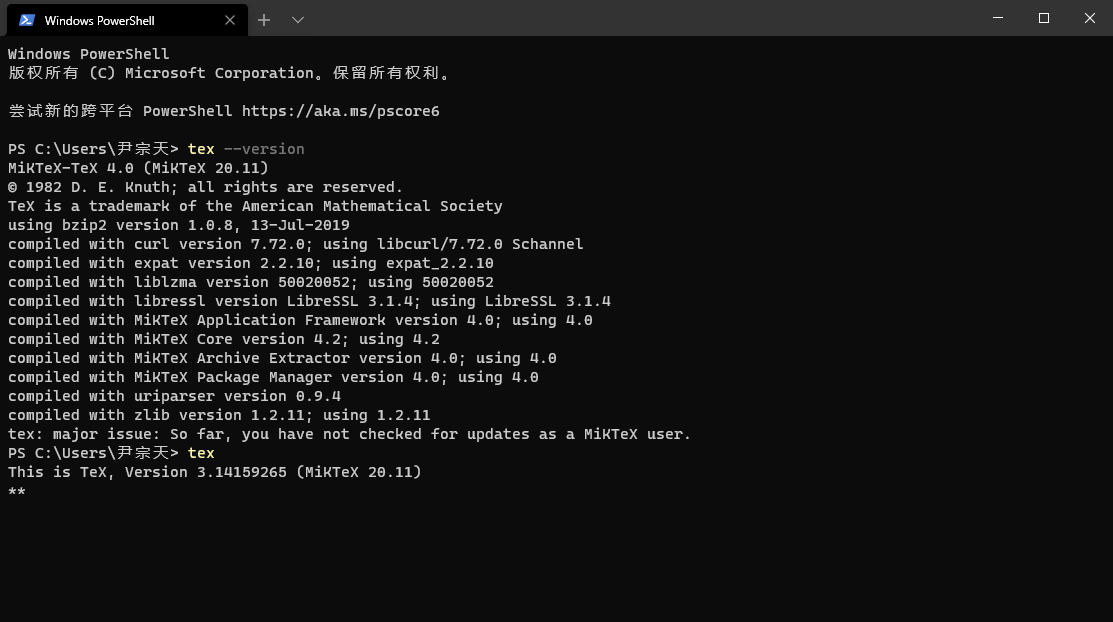 Windows PowerShell
Windows PowerShell
版权所有 (C) Microsoft Corporation。保留所有权利。
尝试新的跨平台 PowerShell https://aka.ms/pscore6
PS C:\Users\尹宗天> tex --version
MiKTeX-TeX 4.0 (MiKTeX 20.11)
© 1982 D. E. Knuth; all rights are reserved.
TeX is a trademark of the American Mathematical Society
using bzip2 version 1.0.8, 13-Jul-2019
compiled with curl version 7.72.0; using libcurl/7.72.0 Schannel
compiled with expat version 2.2.10; using expat_2.2.10
compiled with liblzma version 50020052; using 50020052
compiled with libressl version LibreSSL 3.1.4; using LibreSSL 3.1.4
compiled with MiKTeX Application Framework version 4.0; using 4.0
compiled with MiKTeX Core version 4.2; using 4.2
compiled with MiKTeX Archive Extractor version 4.0; using 4.0
compiled with MiKTeX Package Manager version 4.0; using 4.0
compiled with uriparser version 0.9.4
compiled with zlib version 1.2.11; using 1.2.11
tex: major issue: So far, you have not checked for updates as a MiKTeX user.
PS C:\Users\尹宗天> tex
This is TeX, Version 3.14159265 (MiKTeX 20.11)
**